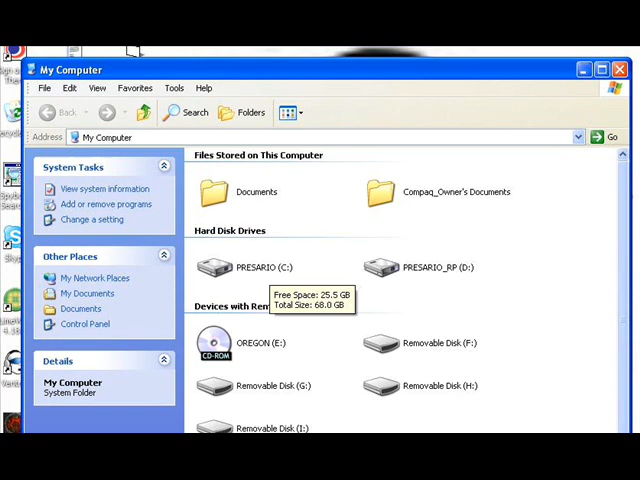 My Computer
File Edit View Favorites Tools Help
Back Search Folders
Address My Computer Go
System Tasks
View system information
Add or remove programs
Change a setting
Other Places
My Network Places
My Documents
Documents
Control Panel
Details
My Computer
System Folder
Files Stored on This Computer
Documents Compaq_Owner's Documents
Hard Disk Drives
PRESARIO (C:) PRESARIO_RP (D:)
Free Space: 25.5 GB
Total Size: 68.0 GB
Devices with Rem
CD-ROM
OREGON (E:) Removable Disk (F:)
Removable Disk (G:) Removable Disk (H:)
Removable Disk (I:)